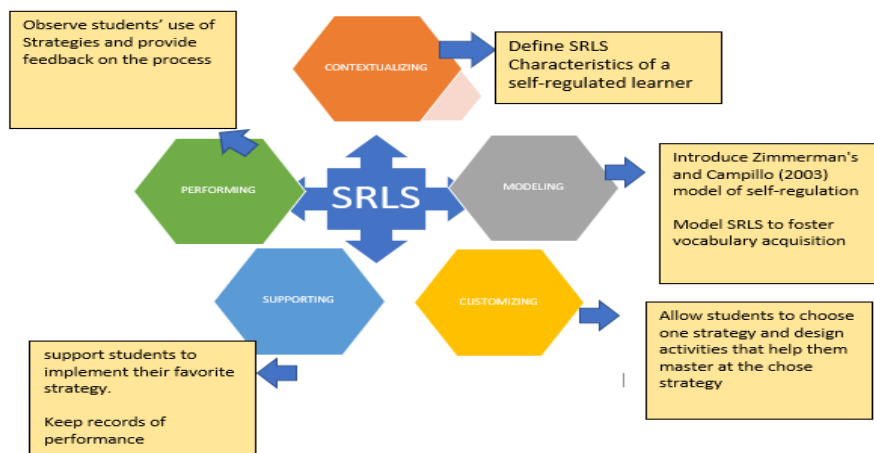 Observe students’ use of
Strategies and provide
feedback on the process
CONTEXTUALIZING
Define SRLS
Characteristics of a
self-regulated learner
PERFORMING
SRLS
MODELING
Introduce Zimmerman's
and Campillo (2003)
model of self-regulation
Model SRLS to foster
vocabulary acquisition
SUPPORTING
CUSTOMIZING
Allow students to choose
one strategy and design
activities that help them
master at the chose
strategy
support students to
implement their favorite
strategy.
Keep records of
performance